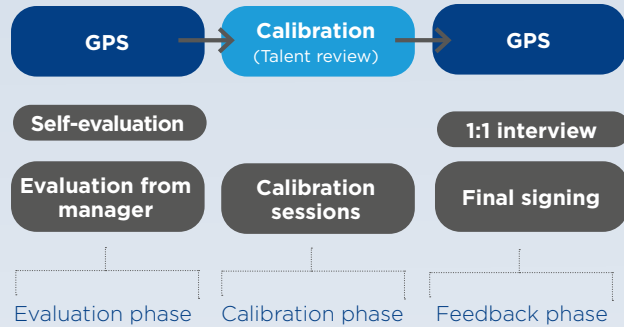 GPS
Calibration
(Talent review)
GPS
Self-evaluation
1:1 interview
Evaluation from
manager
Calibration
sessions
Final signing
Evaluation phase
Calibration phase
Feedback phase